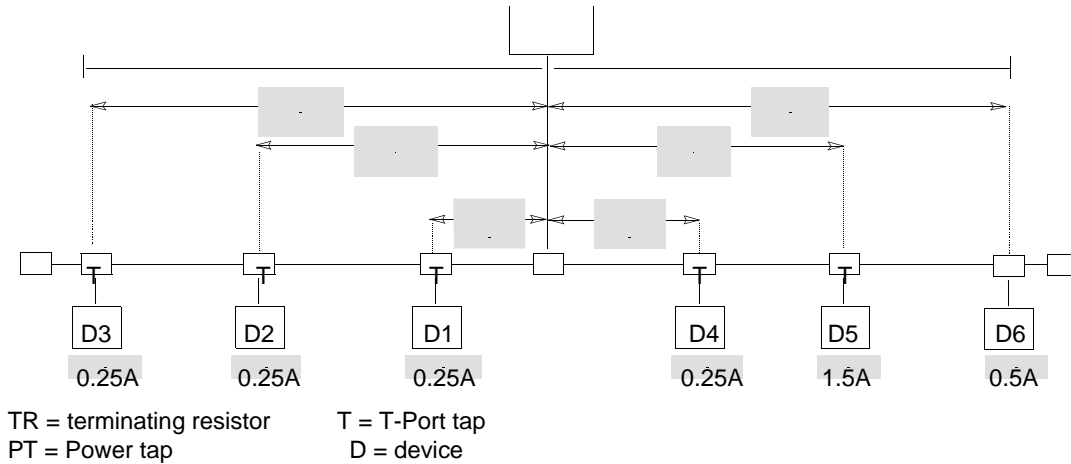 T T T T T
D3 D2 D1 D4 D5 D6
0.25A 0.25A 0.25A 0.25A 1.5A 0.5A
TR = terminating resistor T = T-Port tap
PT = Power tap D = device